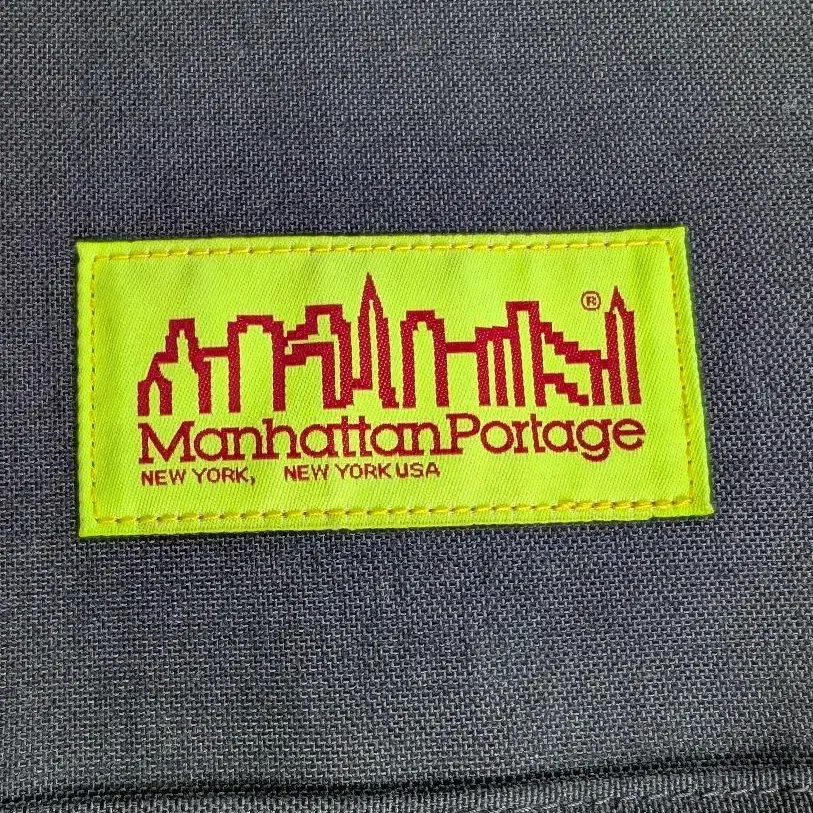 ®
ManhattanPortage
NEW YORK, NEW YORK USA